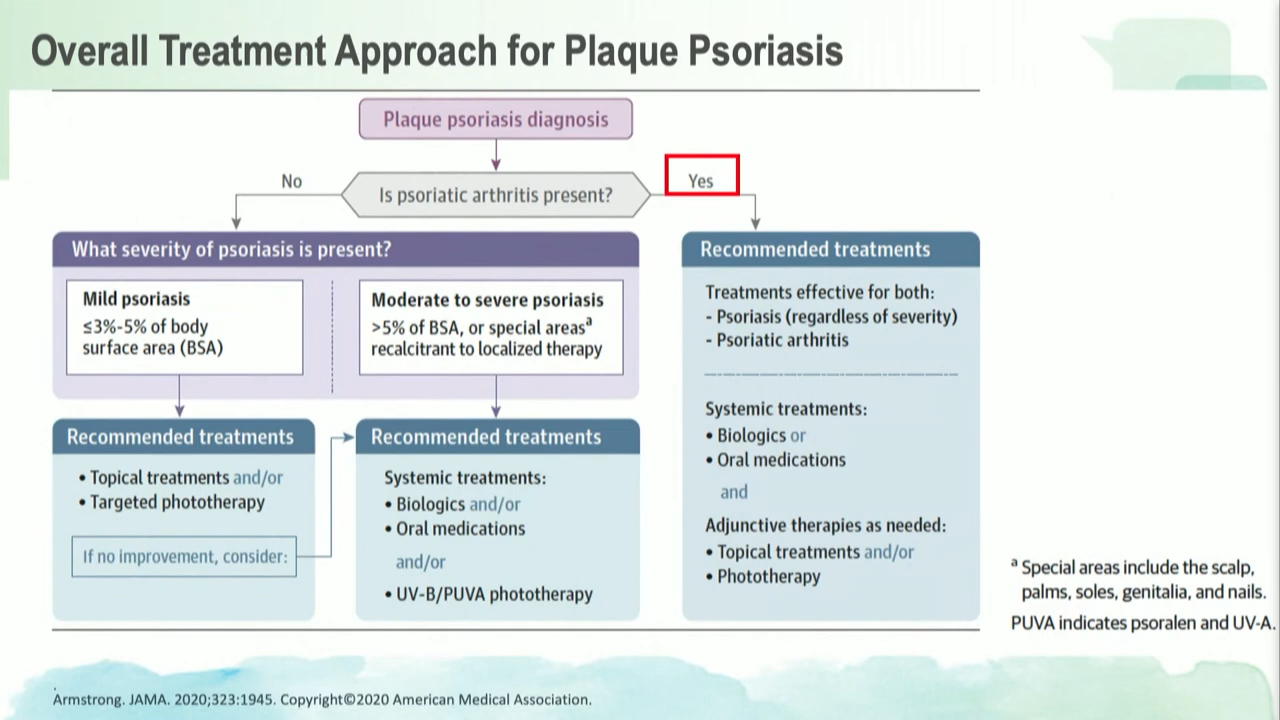 Overall Treatment Approach for Plaque Psoriasis
Plaque psoriasis diagnosis
No
Is psoriatic arthritis present?
Yes
What severity of psoriasis is present?
Mild psoriasis
≤3%-5% of body
surface area (BSA)
Moderate to severe psoriasis
>5% of BSA, or special areasᵃ
recalcitrant to localized therapy
Recommended treatments
• Topical treatments and/or
• Targeted phototherapy
If no improvement, consider:
Recommended treatments
Systemic treatments:
• Biologics and/or
• Oral medications
and/or
• UV-B/PUVA phototherapy
Recommended treatments
Treatments effective for both:
- Psoriasis (regardless of severity)
- Psoriatic arthritis
Systemic treatments:
• Biologics or
• Oral medications
and
Adjunctive therapies as needed:
• Topical treatments and/or
• Phototherapy
ᵃ Special areas include the scalp,
palms, soles, genitalia, and nails.
PUVA indicates psoralen and UV-A.
Armstrong. JAMA. 2020;323:1945. Copyright©2020 American Medical Association.